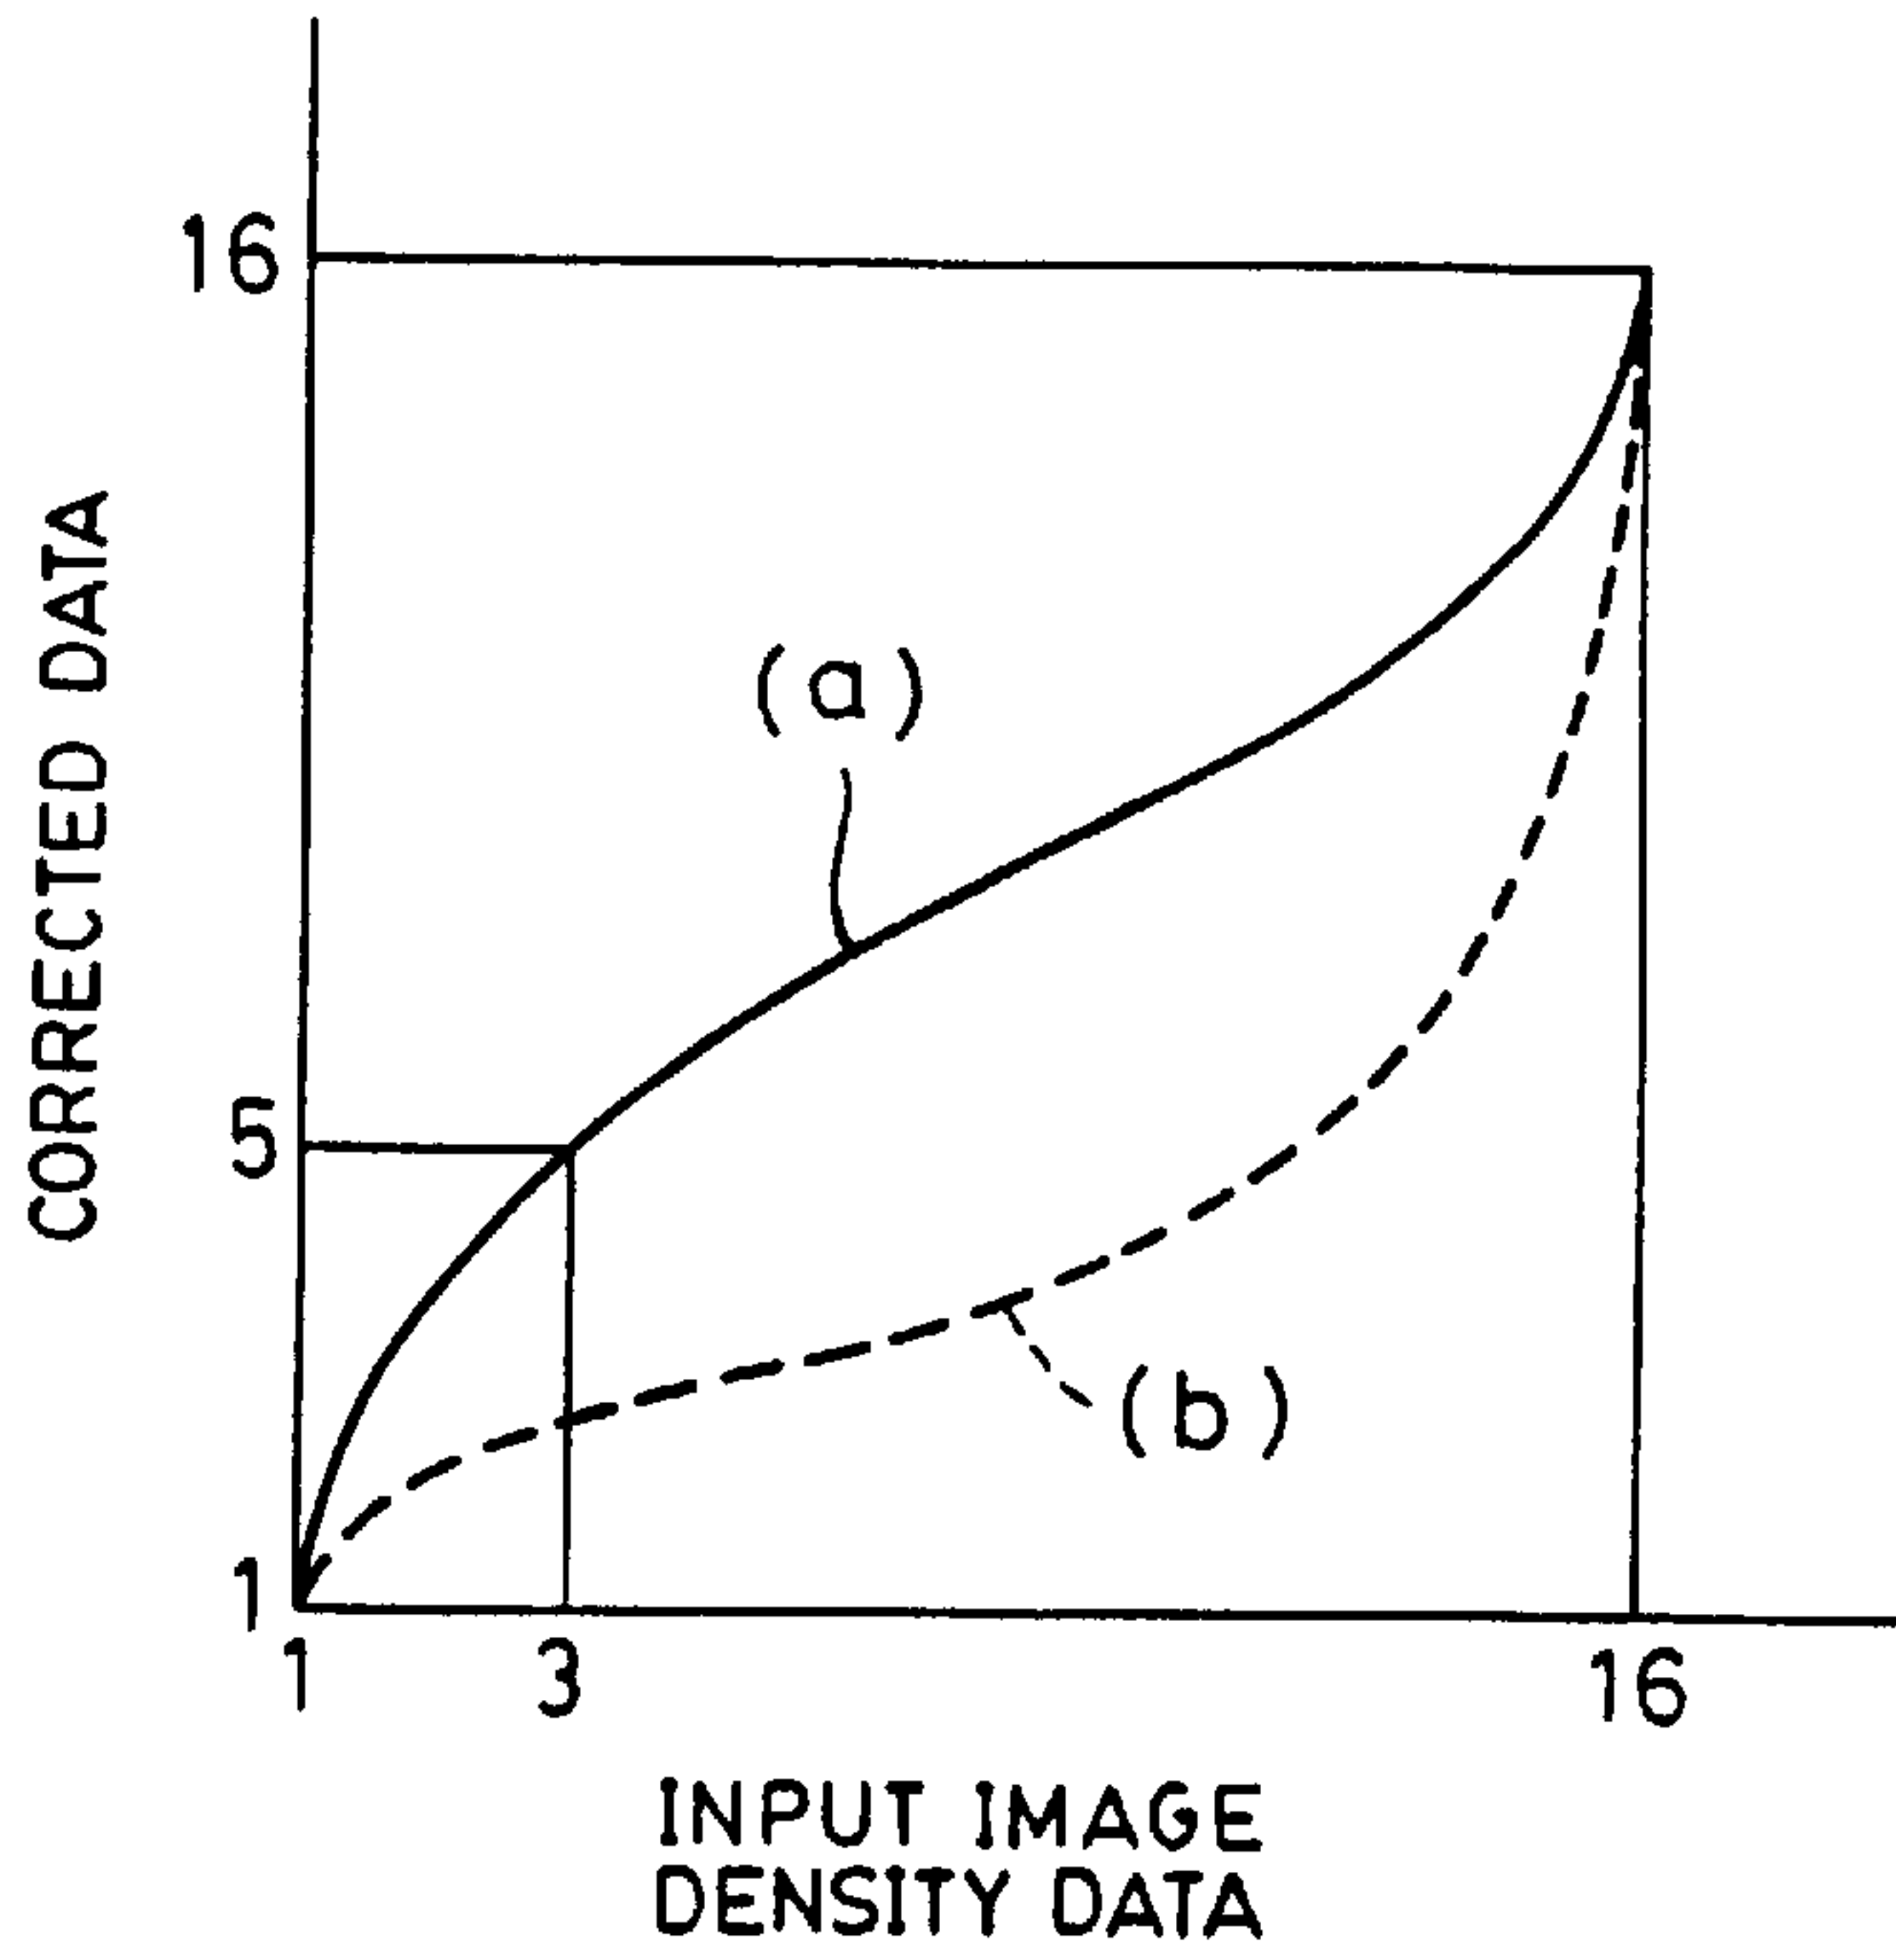 16
CORRECTED DATA
(a)
5
(b)
1
1
3
16
INPUT IMAGE
DENSITY DATA